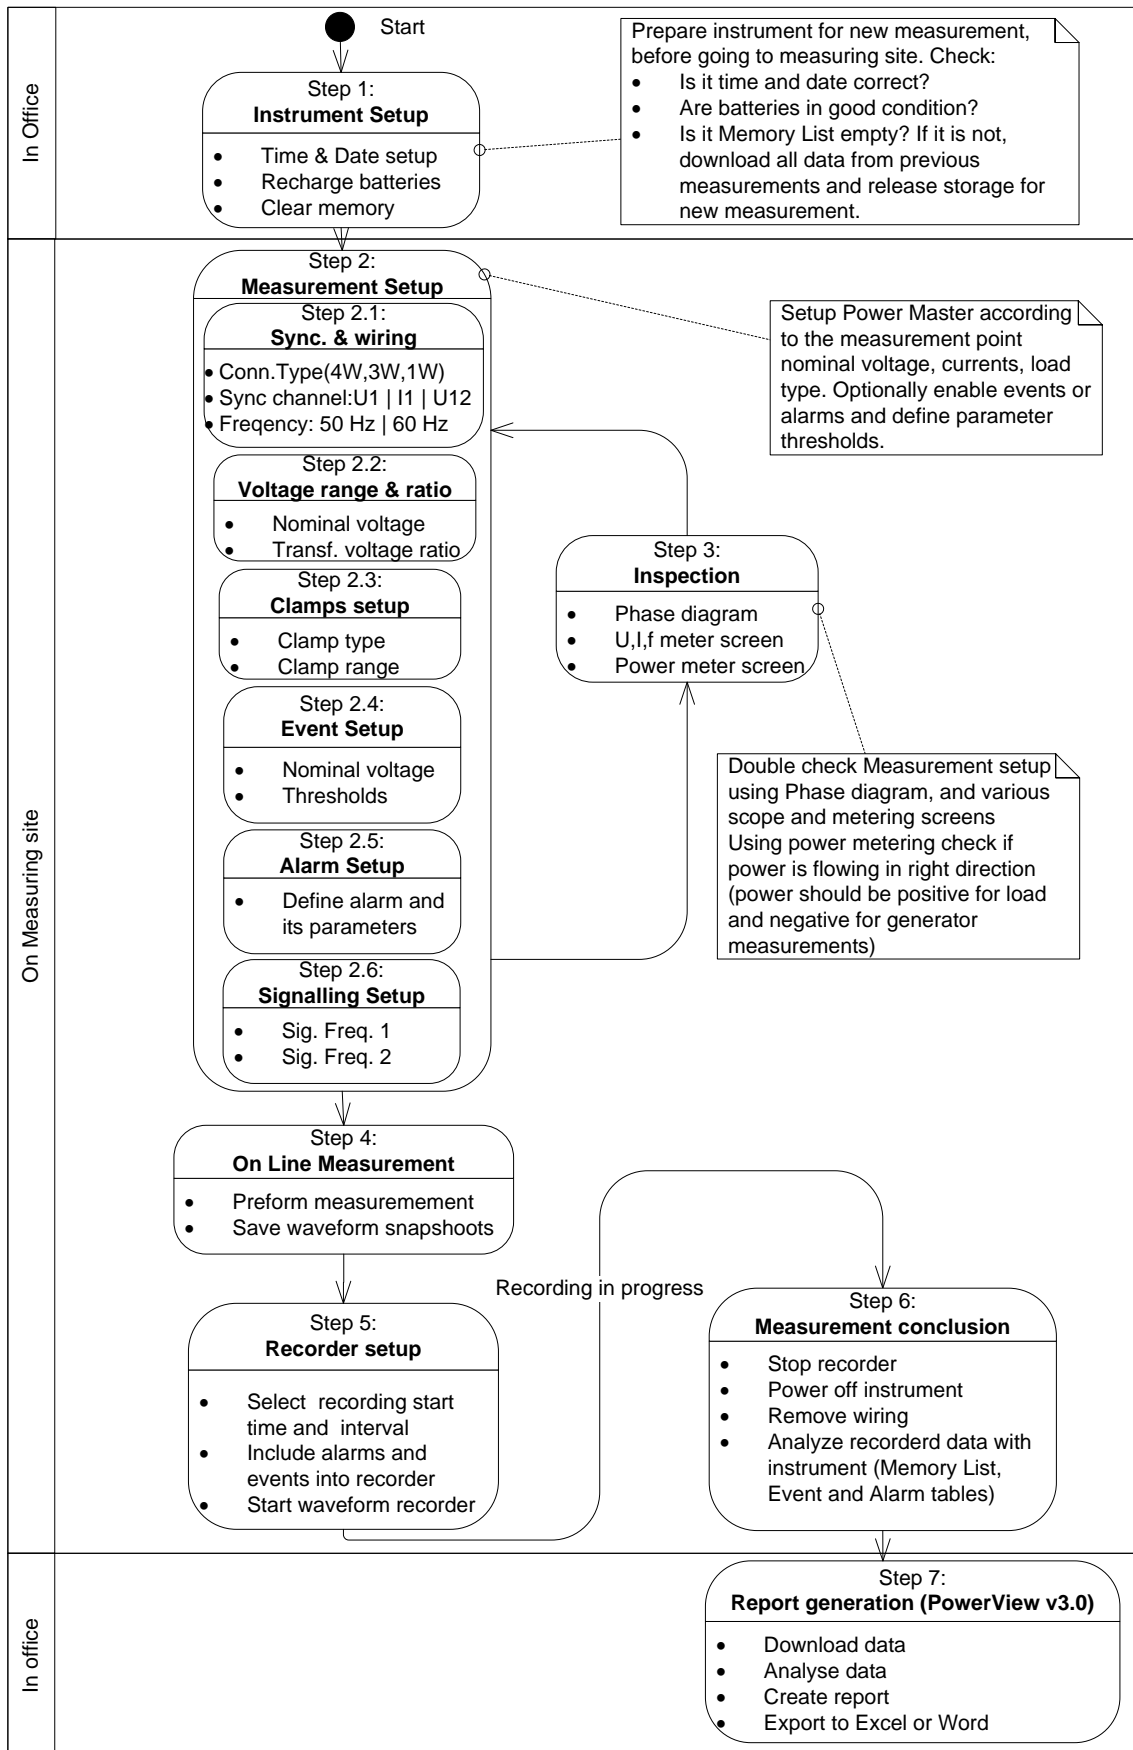 In Office
Start
Step 1:
Instrument Setup
• Time & Date setup
• Recharge batteries
• Clear memory
Prepare instrument for new measurement,
before going to measuring site. Check:
• Is it time and date correct?
• Are batteries in good condition?
• Is it Memory List empty? If it is not,
download all data from previous
measurements and release storage for
new measurement.
On Measuring site
Step 2:
Measurement Setup
Step 2.1:
Sync. & wiring
• Conn.Type(4W,3W,1W)
• Sync channel:U1 | I1 | U12
• Freqency: 50 Hz | 60 Hz
Step 2.2:
Voltage range & ratio
• Nominal voltage
• Transf. voltage ratio
Step 2.3:
Clamps setup
• Clamp type
• Clamp range
Step 2.4:
Event Setup
• Nominal voltage
• Thresholds
Step 2.5:
Alarm Setup
• Define alarm and
its parameters
Step 2.6:
Signalling Setup
• Sig. Freq. 1
• Sig. Freq. 2
Setup Power Master according
to the measurement point
nominal voltage, currents, load
type. Optionally enable events or
alarms and define parameter
thresholds.
Step 3:
Inspection
• Phase diagram
• U,I,f meter screen
• Power meter screen
Double check Measurement setup
using Phase diagram, and various
scope and metering screens
Using power metering check if
power is flowing in right direction
(power should be positive for load
and negative for generator
measurements)
Step 4:
On Line Measurement
• Preform measuremement
• Save waveform snapshoots
Step 5:
Recorder setup
• Select recording start
time and interval
• Include alarms and
events into recorder
• Start waveform recorder
Recording in progress
Step 6:
Measurement conclusion
• Stop recorder
• Power off instrument
• Remove wiring
• Analyze recorderd data with
instrument (Memory List,
Event and Alarm tables)
In office
Step 7:
Report generation (PowerView v3.0)
• Download data
• Analyse data
• Create report
• Export to Excel or Word